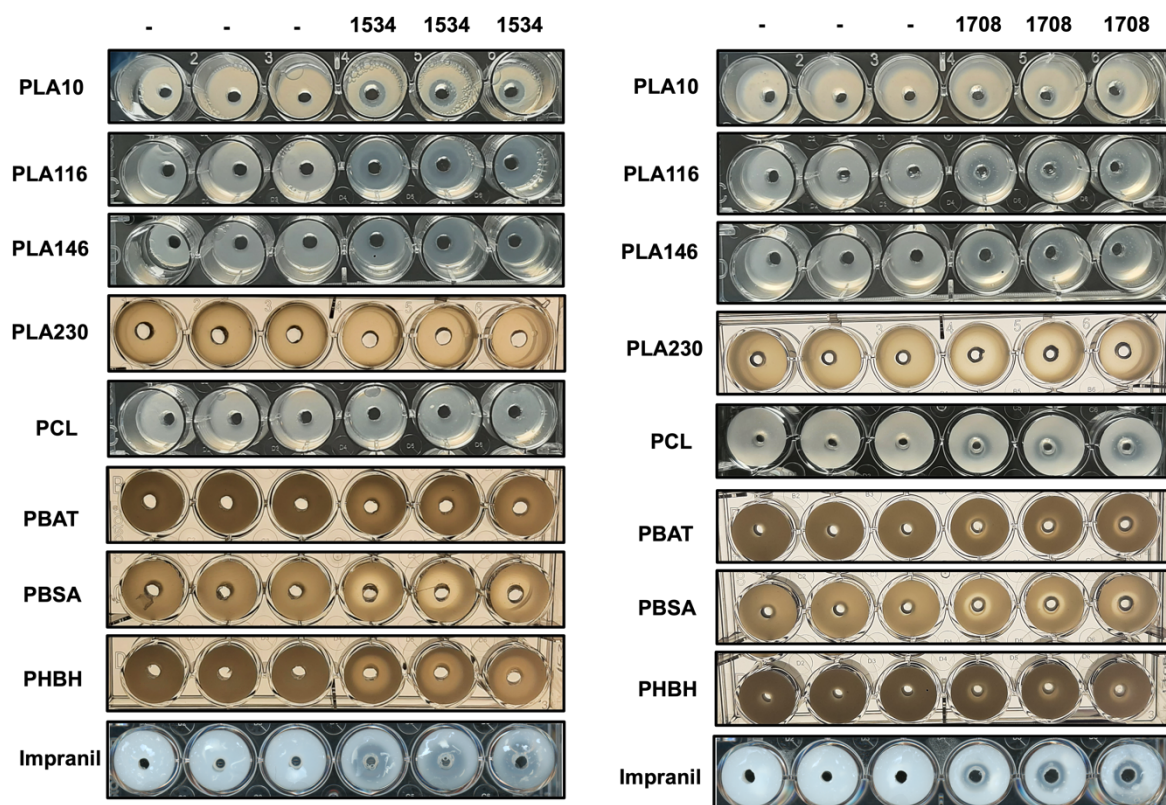 - - - 1534 1534 1534
PLA10
PLA116
PLA146
PLA230
PCL
PBAT
PBSA
PHBH
Impranil
- - - 1708 1708 1708
PLA10
PLA116
PLA146
PLA230
PCL
PBAT
PBSA
PHBH
Impranil